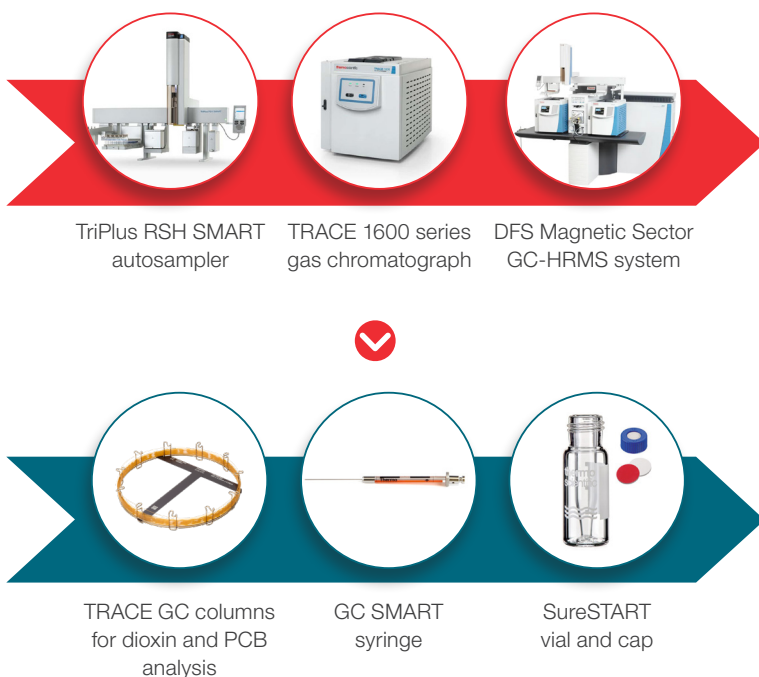 TriPlus RSH SMART
autosampler
TRACE 1600 series
gas chromatograph
DFS Magnetic Sector
GC-HRMS system
TRACE GC columns
for dioxin and PCB
analysis
GC SMART
syringe
SureSTART
vial and cap